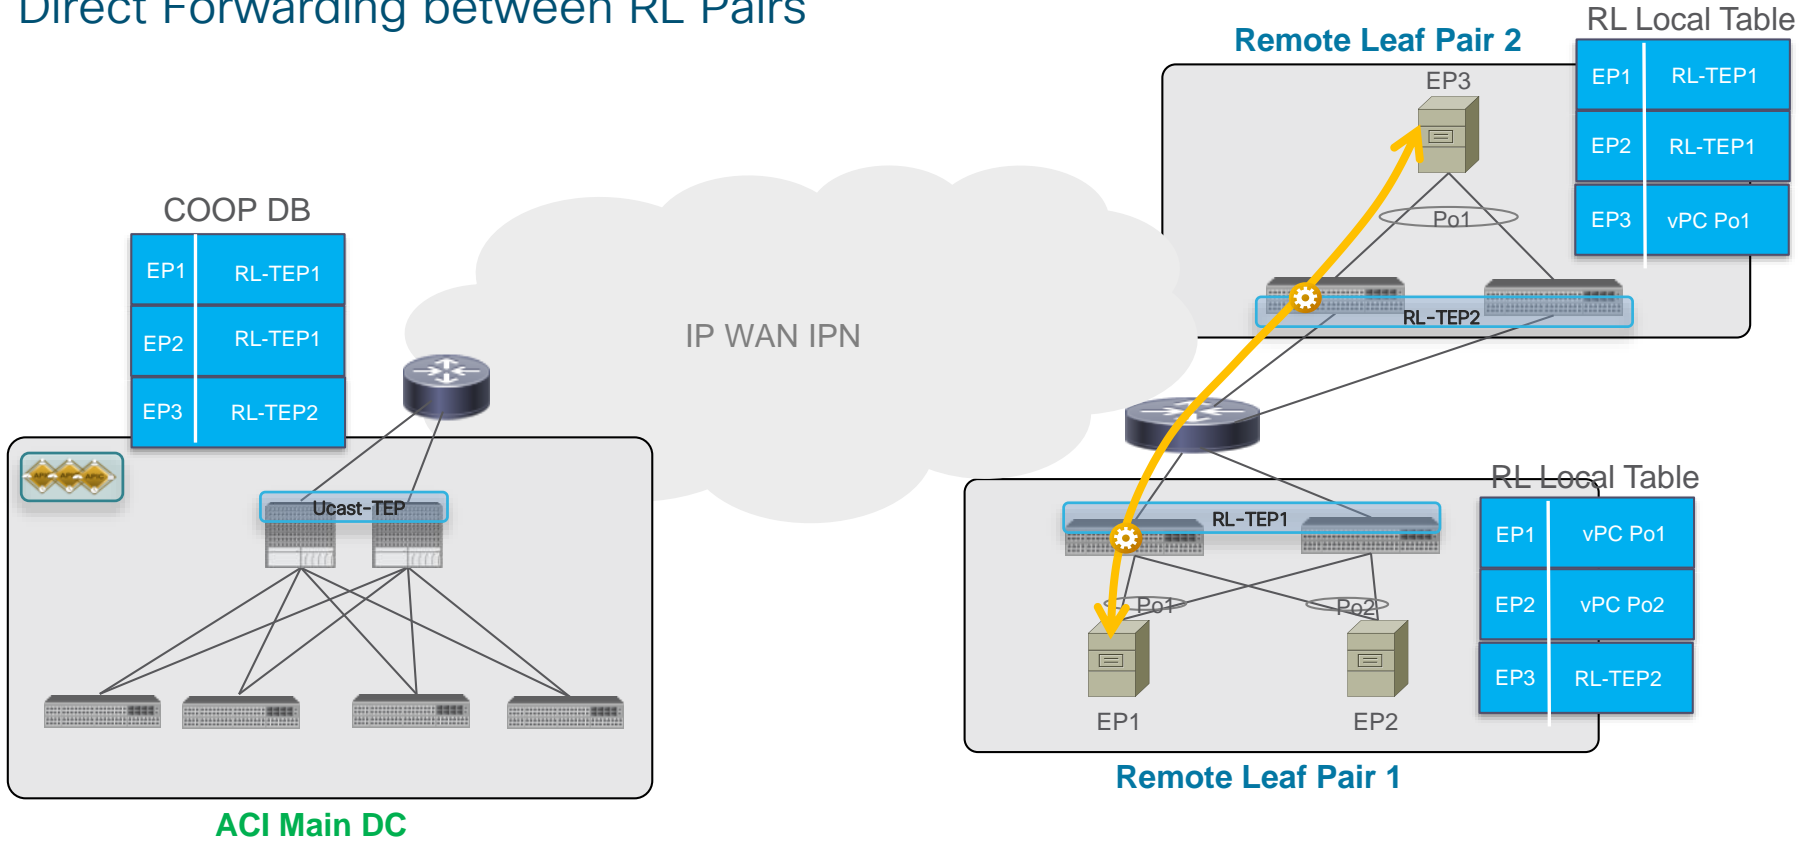 Direct Forwarding between RL Pairs
RL Local Table
Remote Leaf Pair 2
EP1 RL-TEP1
EP2 RL-TEP1
EP3 vPC Po1
EP3
Po1
RL-TEP2
COOP DB
EP1 RL-TEP1
EP2 RL-TEP1
EP3 RL-TEP2
IP WAN IPN
Ucast-TEP
ACI Main DC
RL Local Table
EP1 vPC Po1
EP2 vPC Po2
EP3 RL-TEP2
RL-TEP1
Po1
Po2
EP1
EP2
Remote Leaf Pair 1